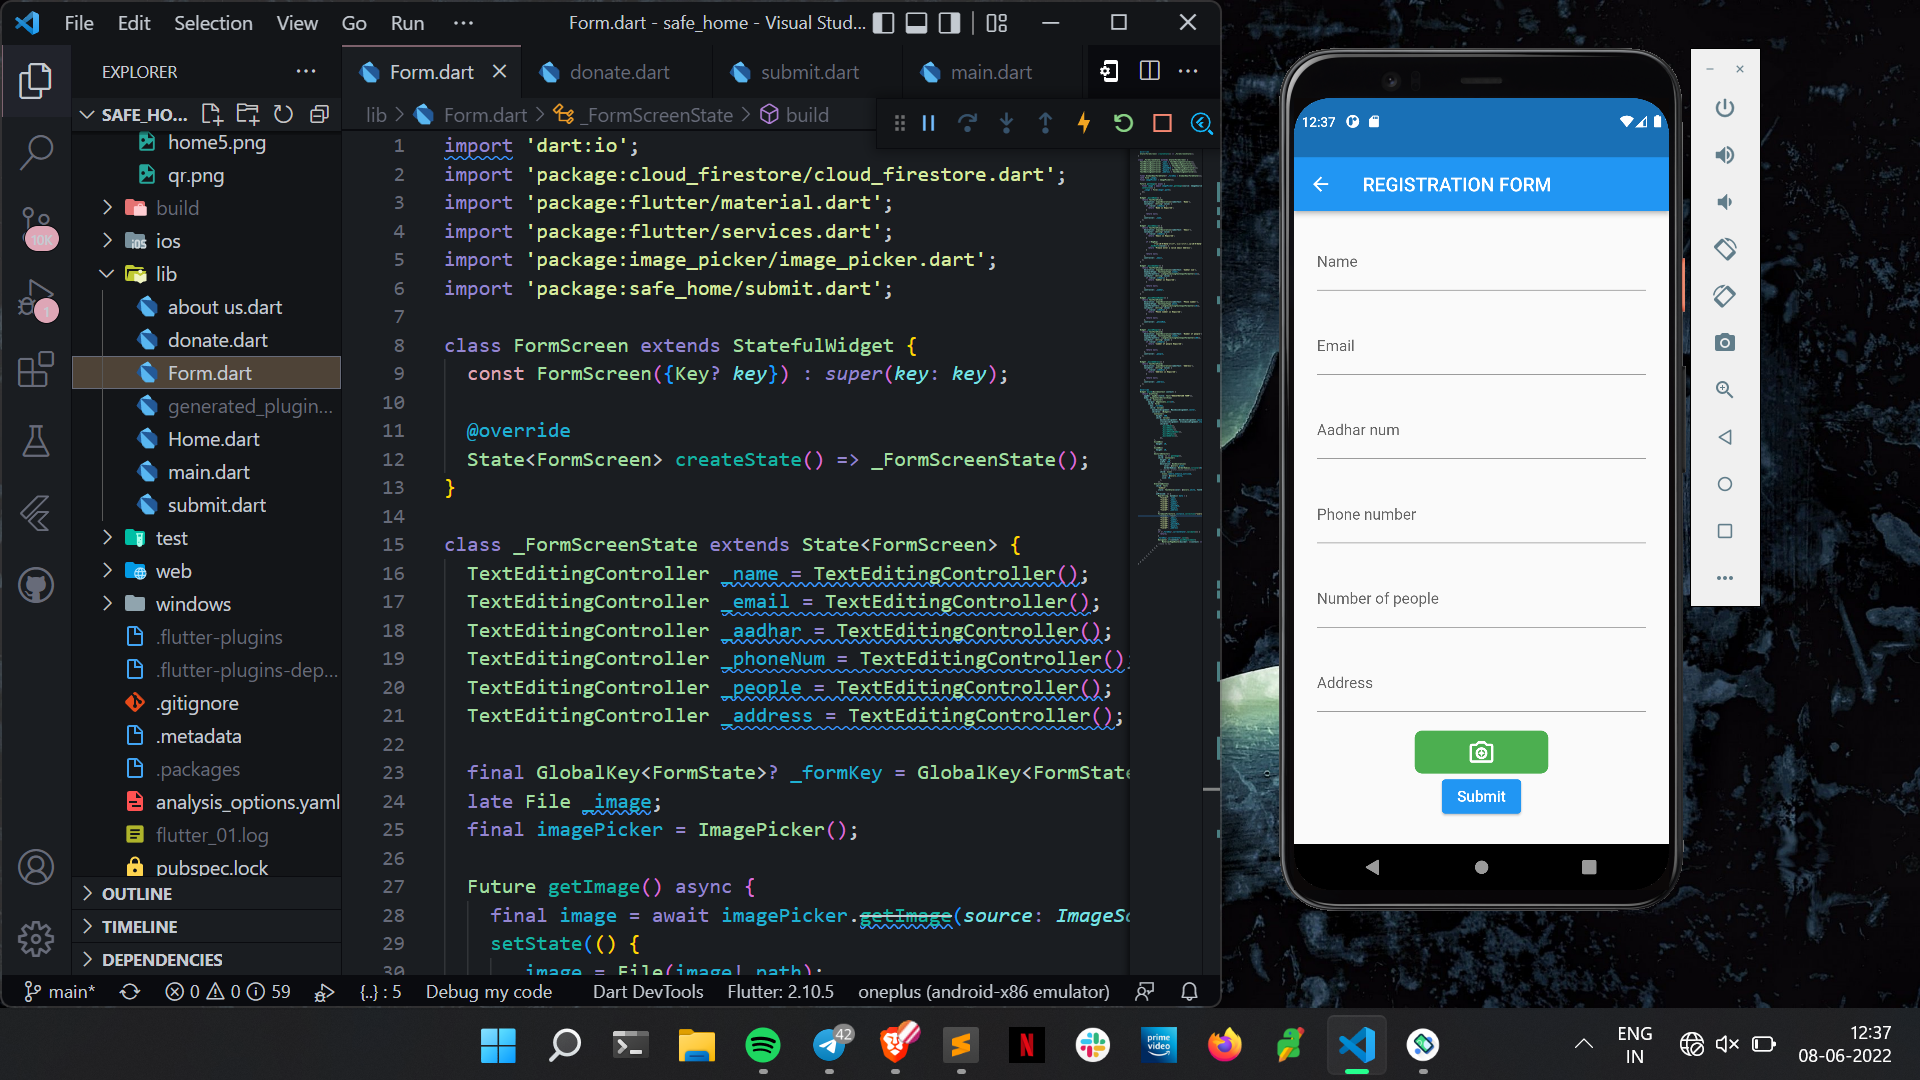 File Edit Selection View Go Run ··· Form.dart - safe_home - Visual Stud...
EXPLORER ···
SAFE_HO...
home5.png
qr.png
build
ios
lib
about us.dart
donate.dart
Form.dart
generated_plugin...
Home.dart
main.dart
submit.dart
test
web
windows
.flutter-plugins
.flutter-plugins-dep...
.gitignore
.metadata
.packages
analysis_options.yaml
flutter_01.log
pubspec.lock
OUTLINE
TIMELINE
DEPENDENCIES
10K
1
Form.dart donate.dart submit.dart main.dart
lib > Form.dart > _FormScreenState > build
1 import 'dart:io';
2 import 'package:cloud_firestore/cloud_firestore.dart';
3 import 'package:flutter/material.dart';
4 import 'package:flutter/services.dart';
5 import 'package:image_picker/image_picker.dart';
6 import 'package:safe_home/submit.dart';
7
8 class FormScreen extends StatefulWidget {
9 const FormScreen({Key? key}) : super(key: key);
10
11 @override
12 State<FormScreen> createState() => _FormScreenState();
13 }
14
15 class _FormScreenState extends State<FormScreen> {
16 TextEditingController _name = TextEditingController();
17 TextEditingController _email = TextEditingController();
18 TextEditingController _aadhar = TextEditingController();
19 TextEditingController _phoneNum = TextEditingController();
20 TextEditingController _people = TextEditingController();
21 TextEditingController _address = TextEditingController();
22
23 final GlobalKey<FormState>? _formKey = GlobalKey<FormState
24 late File _image;
25 final imagePicker = ImagePicker();
26
27 Future getImage() async {
28 final image = await imagePicker.getImage(source: ImageSo
29 setState(() {
30 _image = File(image!.path);
main* 0 0 59 {..} : 5 Debug my code Dart DevTools Flutter: 2.10.5 oneplus (android-x86 emulator)
12:37
REGISTRATION FORM
Name
Email
Aadhar num
Phone number
Number of people
Address
Submit
42
N
prime video
ENG
IN
12:37
08-06-2022